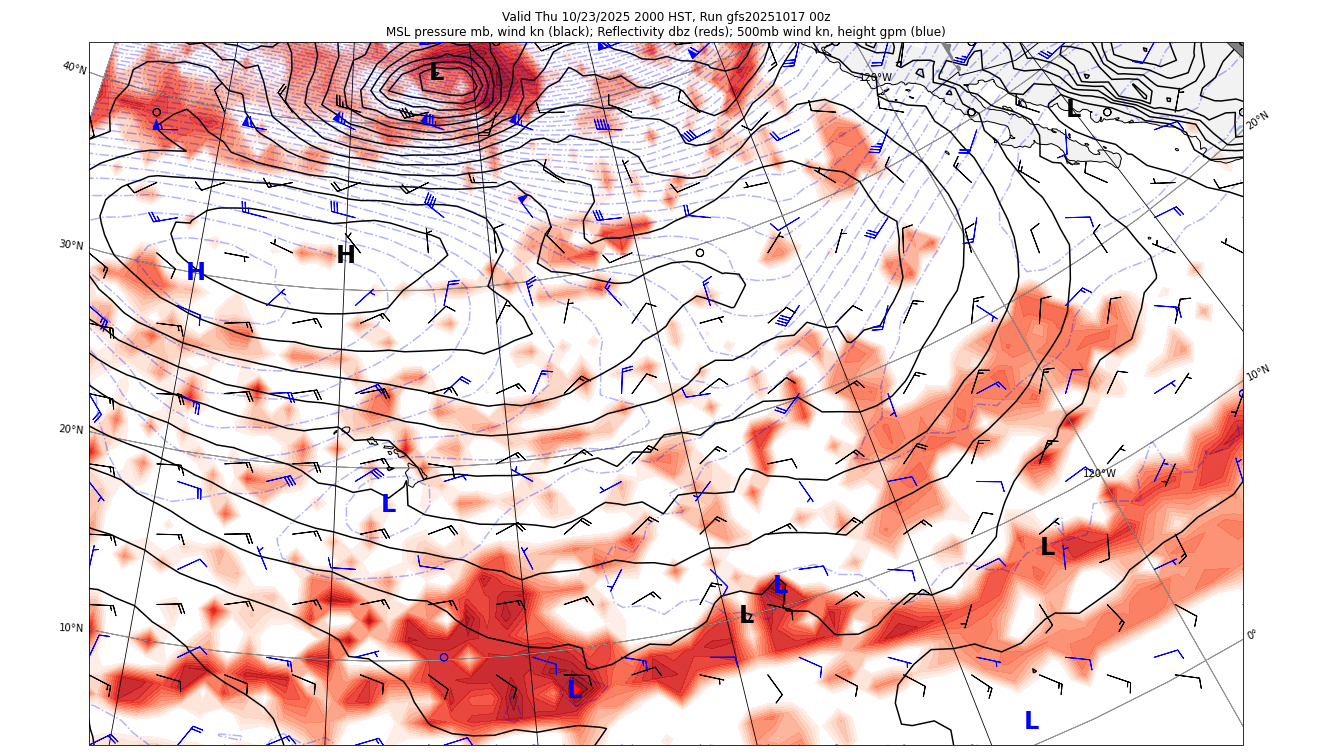 Valid Thu 10/23/2025 2000 HST, Run gfs20251017 00z
MSL pressure mb, wind kn (black); Reflectivity dbz (reds); 500mb wind kn, height gpm (blue)
40°N
L
120°W
L
20°N
30°N
H
H
10°N
20°N
120°W
L
L
L
L
10°N
0°
L
L